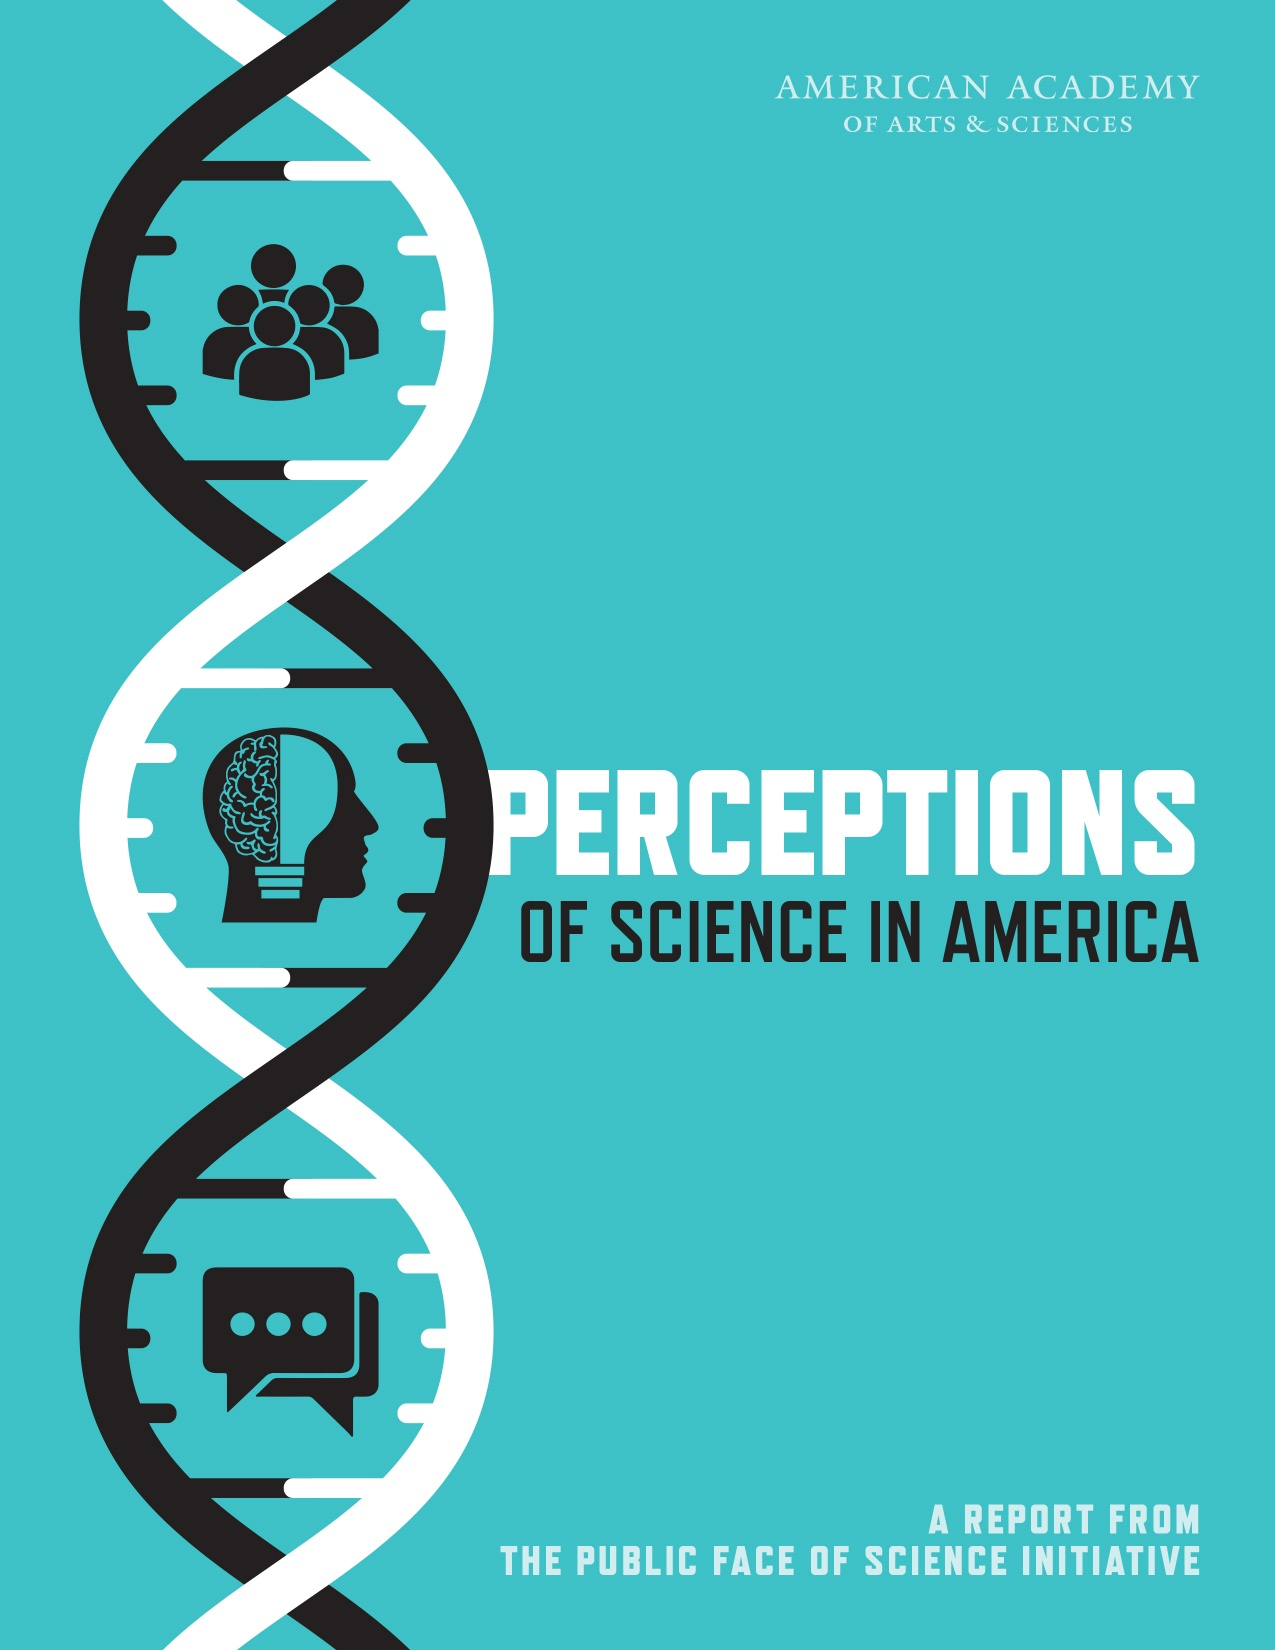 AMERICAN ACADEMY
OF ARTS & SCIENCES
PERCEPTIONS
OF SCIENCE IN AMERICA
A REPORT FROM
THE PUBLIC FACE OF SCIENCE INITIATIVE